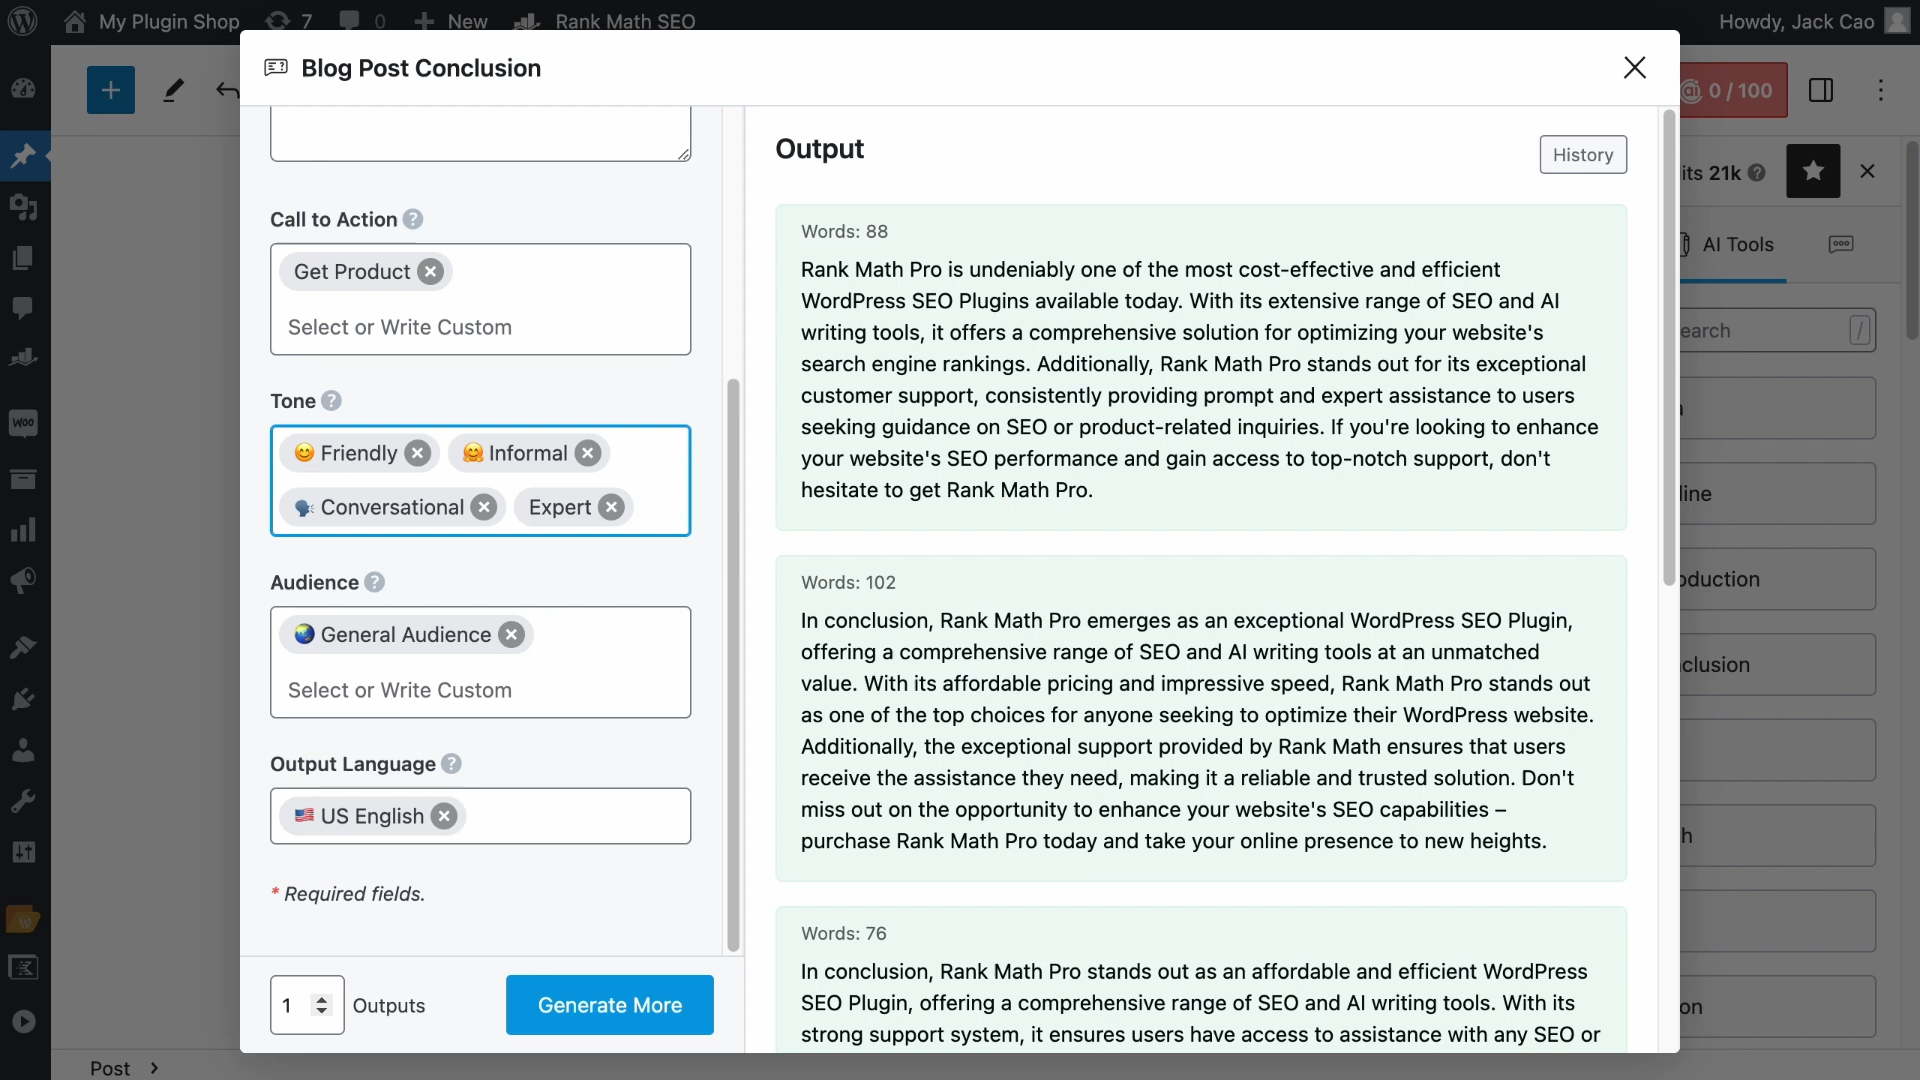 My Plugin Shop 7 0 New Rank Math SEO Howdy, Jack Cao
Blog Post Conclusion
0 / 100
Call to Action
Get Product
Select or Write Custom
Tone
Friendly Informal
Conversational Expert
Audience
General Audience
Select or Write Custom
Output Language
US English
* Required fields.
1 Outputs Generate More
Output History
Words: 88
Rank Math Pro is undeniably one of the most cost-effective and efficient
WordPress SEO Plugins available today. With its extensive range of SEO and AI
writing tools, it offers a comprehensive solution for optimizing your website's
search engine rankings. Additionally, Rank Math Pro stands out for its exceptional
customer support, consistently providing prompt and expert assistance to users
seeking guidance on SEO or product-related inquiries. If you're looking to enhance
your website's SEO performance and gain access to top-notch support, don't
hesitate to get Rank Math Pro.
Words: 102
In conclusion, Rank Math Pro emerges as an exceptional WordPress SEO Plugin,
offering a comprehensive range of SEO and AI writing tools at an unmatched
value. With its affordable pricing and impressive speed, Rank Math Pro stands out
as one of the top choices for anyone seeking to optimize their WordPress website.
Additionally, the exceptional support provided by Rank Math ensures that users
receive the assistance they need, making it a reliable and trusted solution. Don't
miss out on the opportunity to enhance your website's SEO capabilities –
purchase Rank Math Pro today and take your online presence to new heights.
Words: 76
In conclusion, Rank Math Pro stands out as an affordable and efficient WordPress
SEO Plugin, offering a comprehensive range of SEO and AI writing tools. With its
strong support system, it ensures users have access to assistance with any SEO or
its 21k
AI Tools
earch /
line
oduction
clusion
h
on
Woo
Post